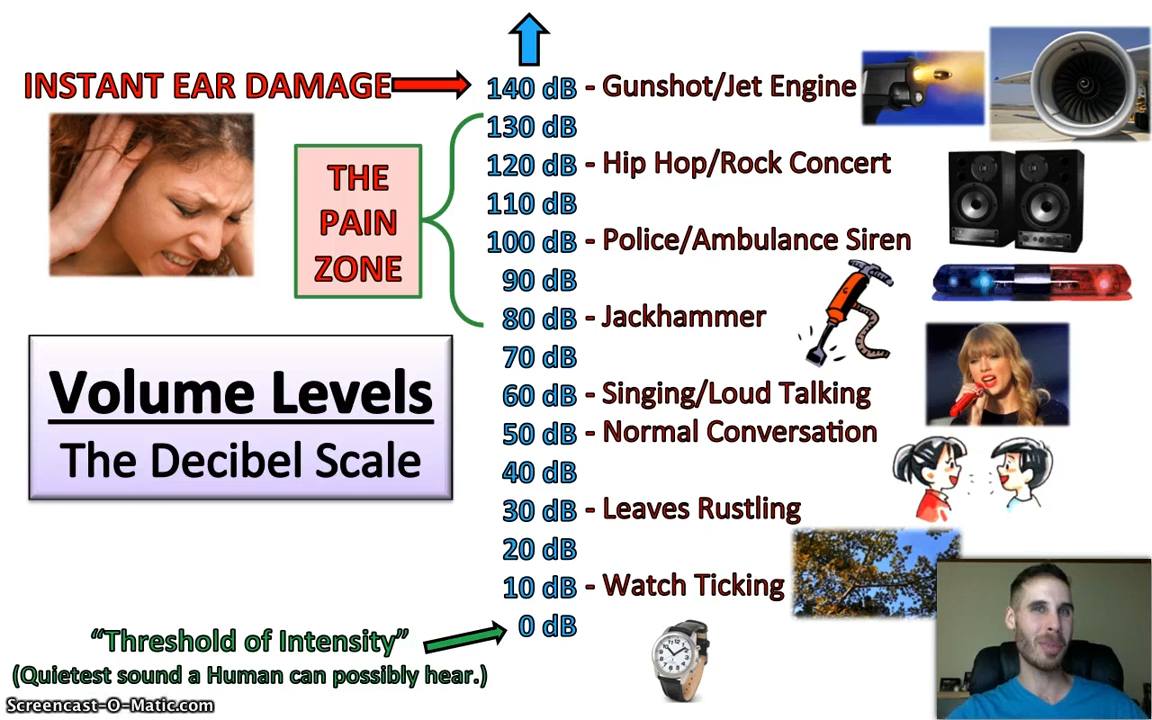 INSTANT EAR DAMAGE
140 dB - Gunshot/Jet Engine
130 dB
120 dB - Hip Hop/Rock Concert
110 dB
100 dB - Police/Ambulance Siren
90 dB
80 dB - Jackhammer
70 dB
60 dB - Singing/Loud Talking
50 dB - Normal Conversation
40 dB
30 dB - Leaves Rustling
20 dB
10 dB - Watch Ticking
0 dB
THE
PAIN
ZONE
Volume Levels
The Decibel Scale
“Threshold of Intensity”
(Quietest sound a Human can possibly hear.)
Screencast-O-Matic.com